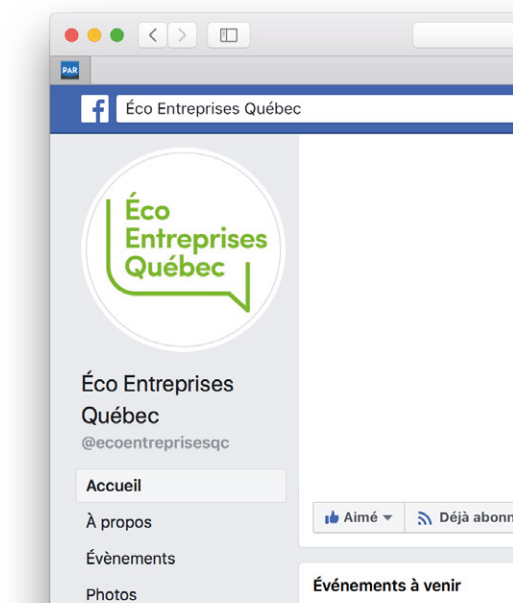 PAR
Éco Entreprises Québec
Éco
Entreprises
Québec
Éco Entreprises
Québec
@ecoentreprisesqc
Accueil
À propos
Évènements
Photos
Aimé
Déjà abonn
Événements à venir